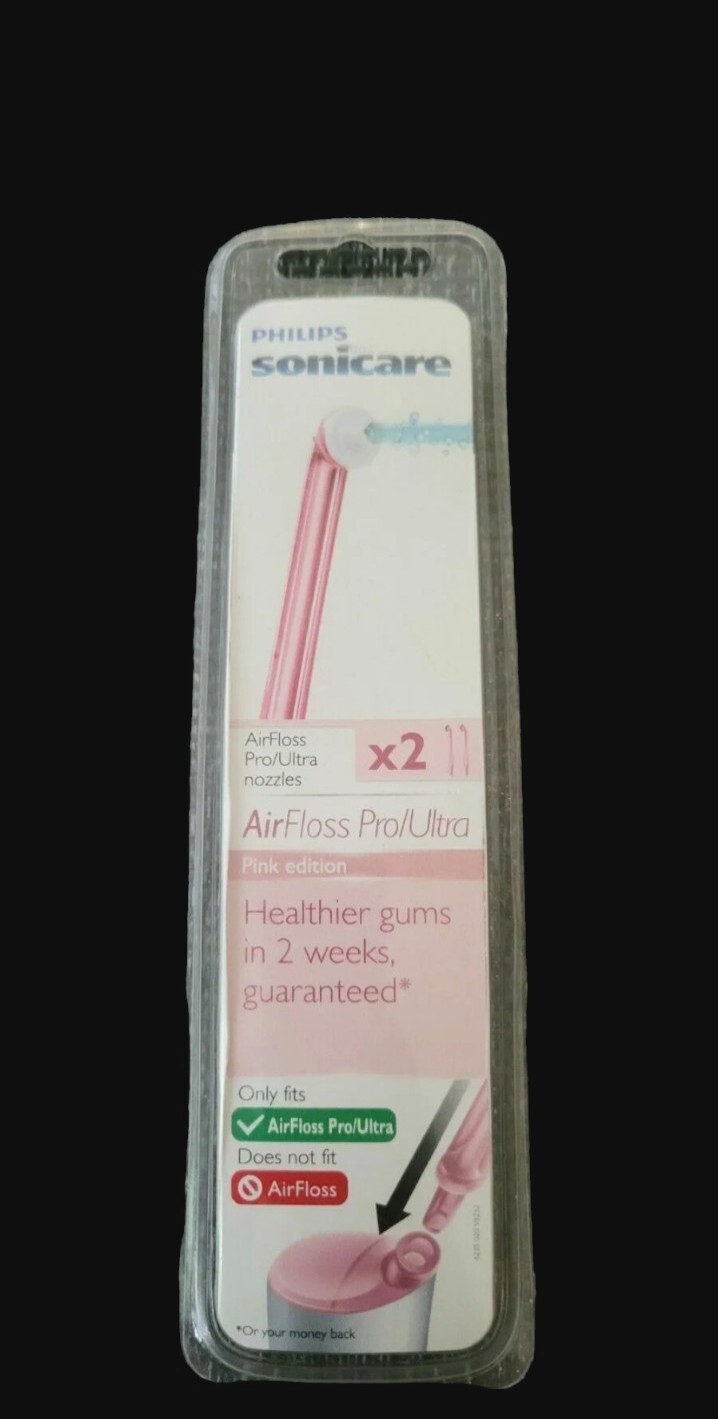 PHILIPS
sonicare
AirFloss
Pro/Ultra
nozzles
x2
AirFloss Pro/Ultra
Pink edition
Healthier gums
in 2 weeks,
guaranteed*
Only fits
AirFloss Pro/Ultra
Does not fit
AirFloss
*Or your money back